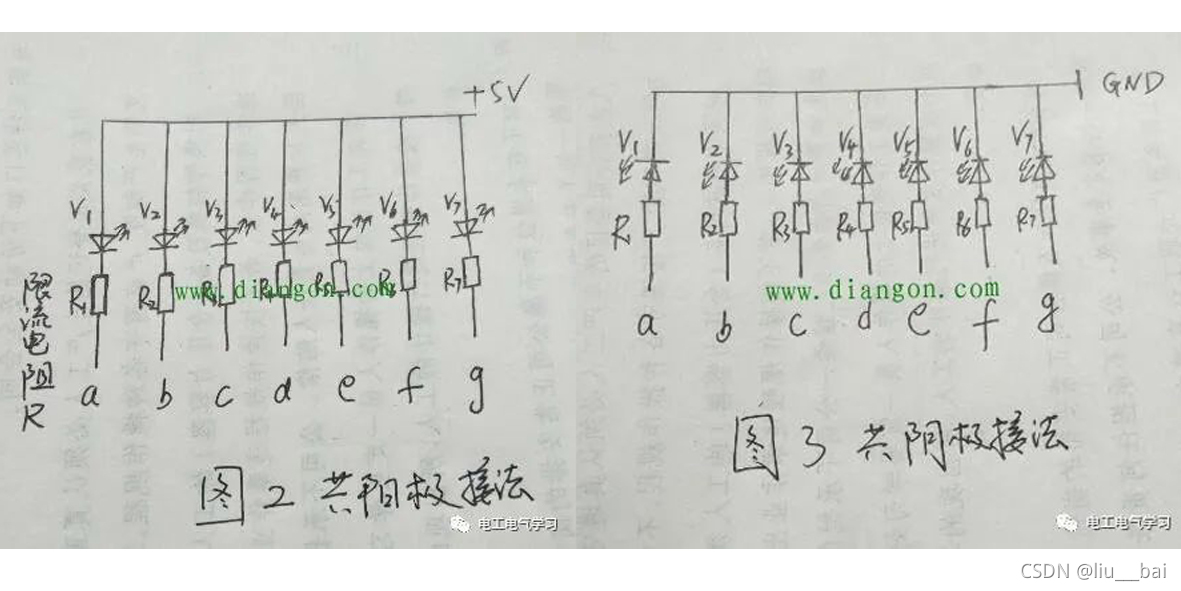 +5V
V1 V2 V3 V4 V5 V6 V7
限流电阻R
R1 R2 R3 R4 R5 R6 R7
www.diangon.com
a b c d e f g
图2 共阳极接法
电工电气学习
GND
V1 V2 V3 V4 V5 V6 V7
R R2 R3 R4 R5 R6 R7
www.diangon.com
a b c d e f g
图3 共阴极接法
电工电气学习
CSDN @liu__bai